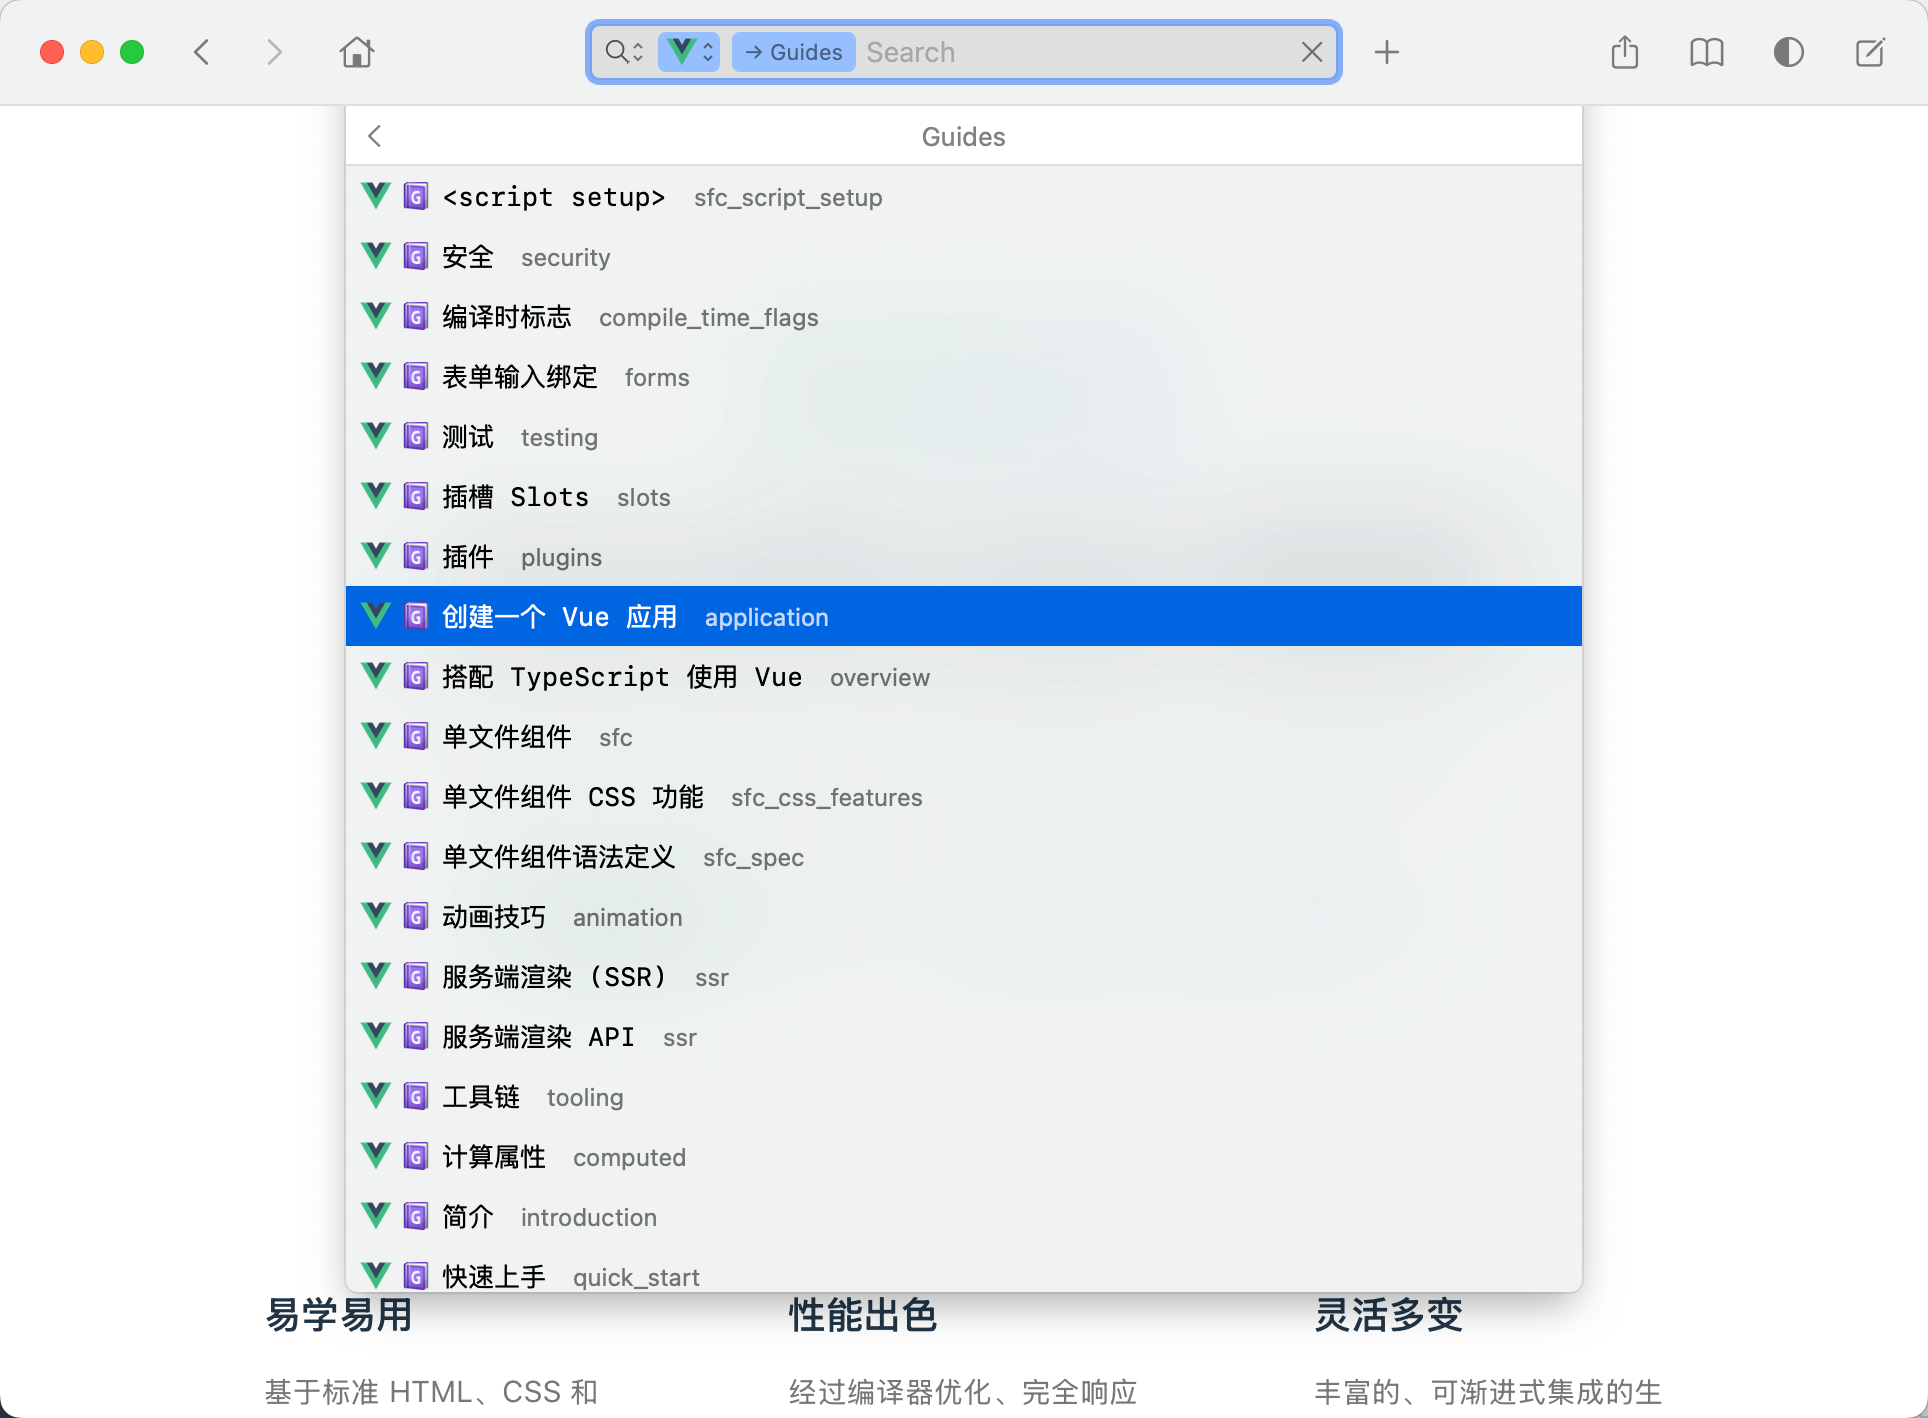 → Guides Search
Guides
<script setup> sfc_script_setup
安全 security
编译时标志 compile_time_flags
表单输入绑定 forms
测试 testing
插槽 Slots slots
插件 plugins
创建一个 Vue 应用 application
搭配 TypeScript 使用 Vue overview
单文件组件 sfc
单文件组件 CSS 功能 sfc_css_features
单文件组件语法定义 sfc_spec
动画技巧 animation
服务端渲染 (SSR) ssr
服务端渲染 API ssr
工具链 tooling
计算属性 computed
简介 introduction
快速上手 quick_start
易学易用
性能出色
灵活多变
基于标准 HTML、CSS 和
经过编译器优化、完全响应
丰富的、可渐进式集成的生